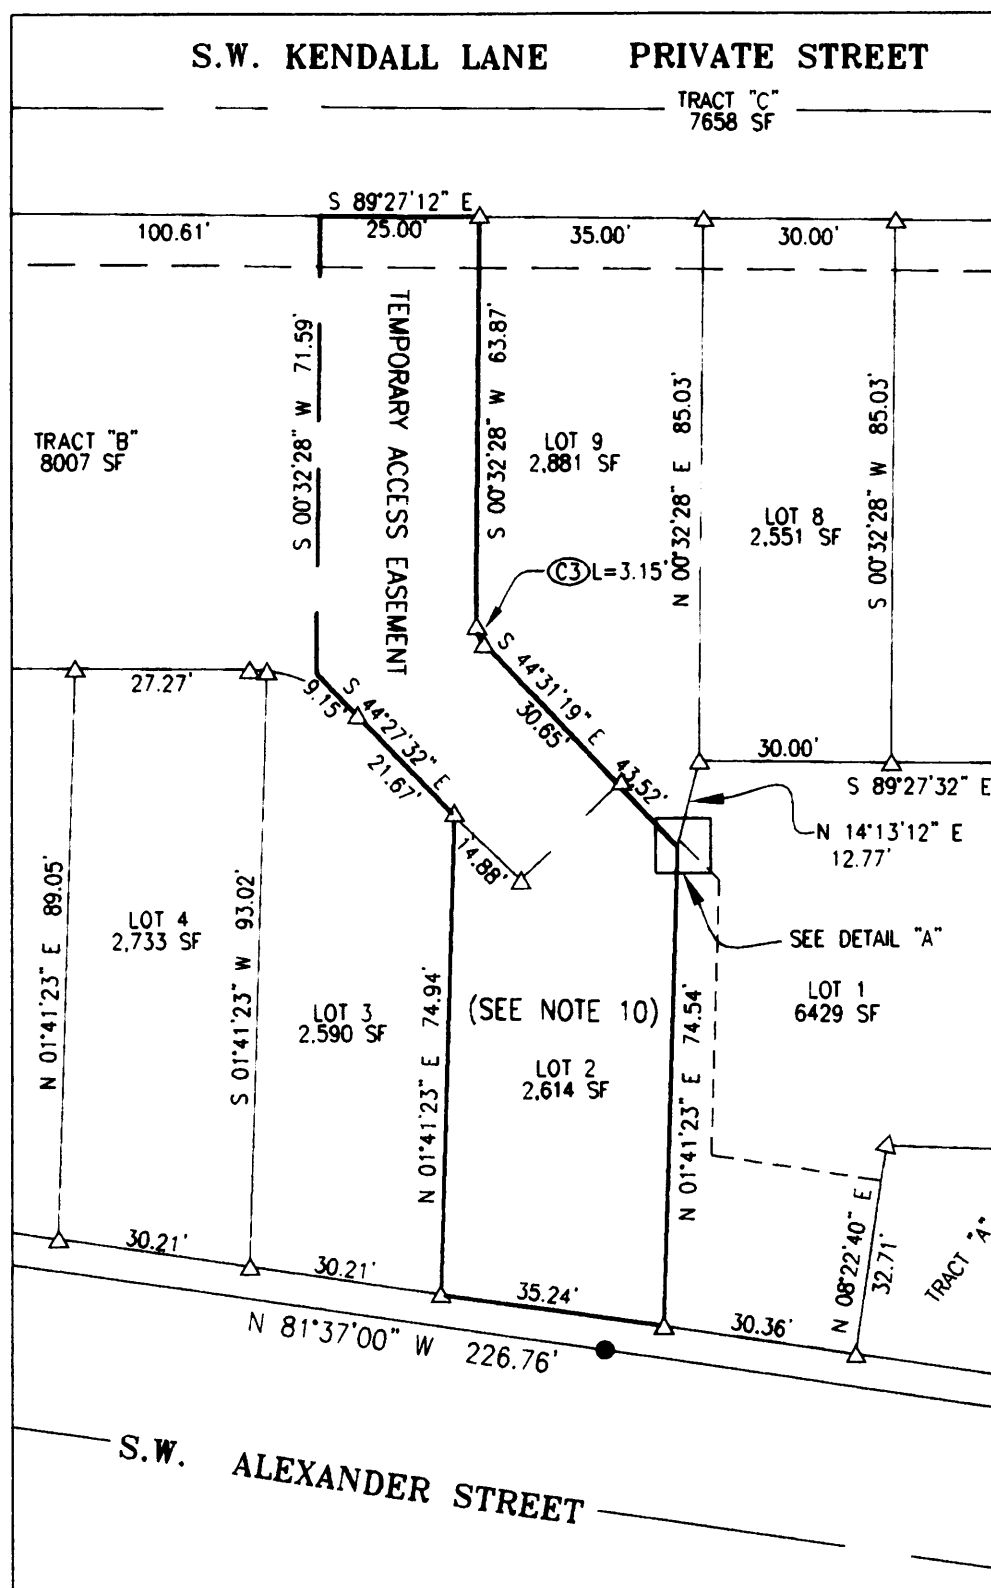 S.W. KENDALL LANE PRIVATE STREET
TRACT "C"
7658 SF
S 89°27'12" E
100.61'
25.00'
35.00'
30.00'
TEMPORARY ACCESS EASEMENT
S 00°32'28" W 71.59'
S 00°32'28" W 63.87'
N 00°32'28" E 85.03'
S 00°32'28" W 85.03'
TRACT "B"
8007 SF
LOT 9
2,881 SF
LOT 8
2,551 SF
C3 L=3.15'
27.27'
9.15'
S 44°27'32" E
21.67'
S 44°31'19" E
30.65'
43.52'
30.00'
S 89°27'32" E
N 14°13'12" E
12.77'
14.88'
SEE DETAIL "A"
N 01°41'23" E 89.05'
LOT 4
2,733 SF
S 01°41'23" W 93.02'
LOT 3
2,590 SF
N 01°41'23" E 74.94'
(SEE NOTE 10)
LOT 2
2,614 SF
N 01°41'23" E 74.54'
LOT 1
6429 SF
N 08°22'40" E
32.71'
TRACT "A"
30.21'
30.21'
35.24'
30.36'
N 81°37'00" W 226.76'
S.W. ALEXANDER STREET